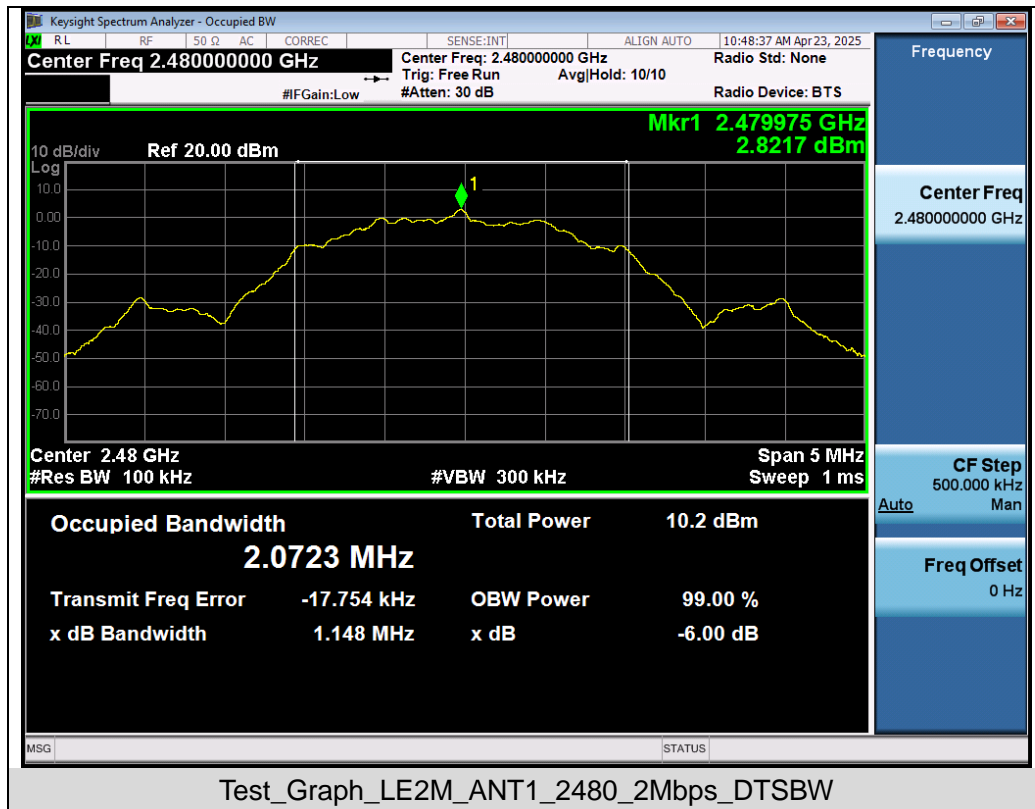 Keysight Spectrum Analyzer - Occupied BW
LXI RL RF 50 Ω AC CORREC SENSE:INT ALIGN AUTO 10:48:37 AM Apr 23, 2025
Center Freq 2.480000000 GHz
Center Freq: 2.480000000 GHz
Radio Std: None
Trig: Free Run Avg|Hold: 10/10
#IFGain:Low
#Atten: 30 dB
Radio Device: BTS
Mkr1 2.479975 GHz
2.8217 dBm
10 dB/div Ref 20.00 dBm
Log
1
10.0
0.00
-10.0
-20.0
-30.0
-40.0
-50.0
-60.0
-70.0
Center 2.48 GHz Span 5 MHz
#Res BW 100 kHz #VBW 300 kHz Sweep 1 ms
Occupied Bandwidth Total Power 10.2 dBm
2.0723 MHz
Transmit Freq Error -17.754 kHz OBW Power 99.00 %
x dB Bandwidth 1.148 MHz x dB -6.00 dB
MSG STATUS
Frequency
Center Freq
2.480000000 GHz
CF Step
500.000 kHz
Auto Man
Freq Offset
0 Hz
Test_Graph_LE2M_ANT1_2480_2Mbps_DTSBW